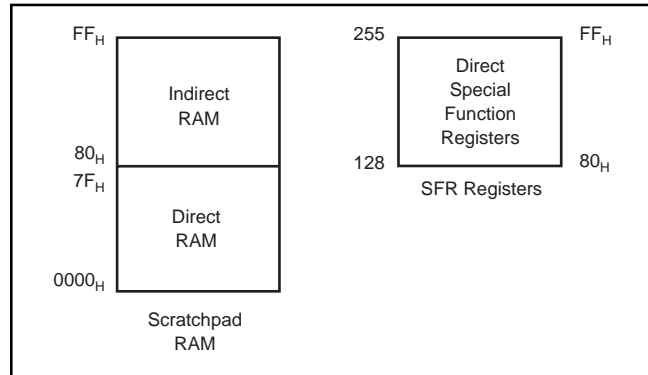 FFH
Indirect
RAM
80H
7FH
Direct
RAM
0000H
Scratchpad
RAM
255
FFH
Direct
Special
Function
Registers
128
80H
SFR Registers